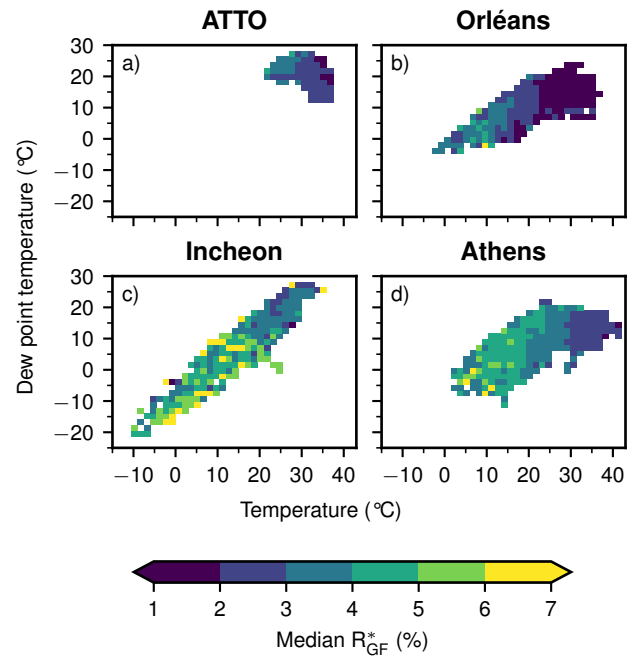 ATTO
Orléans
30
20
10
0
−10
−20
a)
b)
Incheon
Athens
30
20
10
0
−10
−20
c)
d)
−10 0 10 20 30 40
−10 0 10 20 30 40
Dew point temperature (°C)
Temperature (°C)
1 2 3 4 5 6 7
Median R*GF (%)